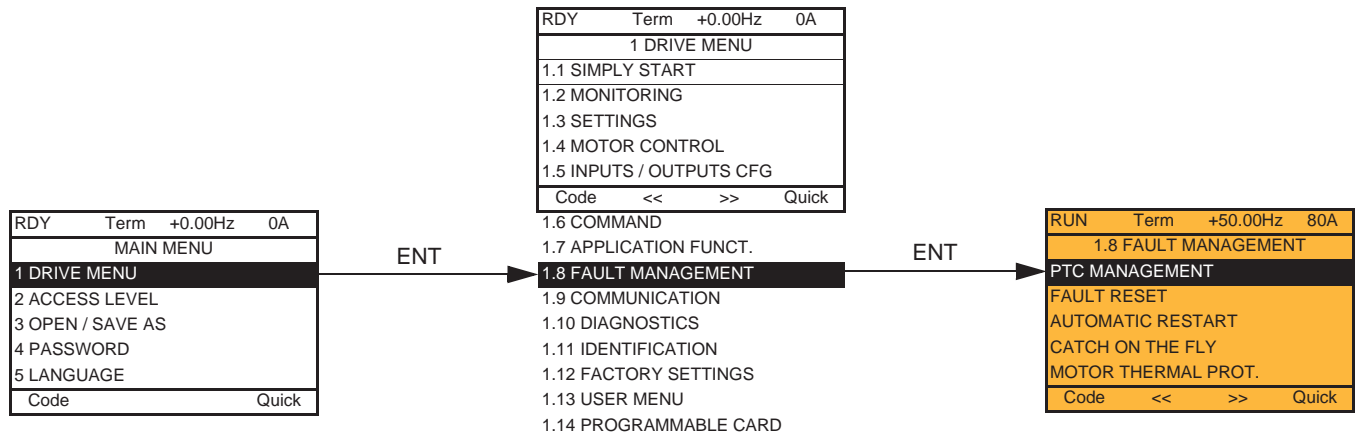 RDY Term +0.00Hz 0A
MAIN MENU
1 DRIVE MENU
2 ACCESS LEVEL
3 OPEN / SAVE AS
4 PASSWORD
5 LANGUAGE
Code Quick
ENT
RDY Term +0.00Hz 0A
1 DRIVE MENU
1.1 SIMPLY START
1.2 MONITORING
1.3 SETTINGS
1.4 MOTOR CONTROL
1.5 INPUTS / OUTPUTS CFG
Code << >> Quick
1.6 COMMAND
1.7 APPLICATION FUNCT.
1.8 FAULT MANAGEMENT
1.9 COMMUNICATION
1.10 DIAGNOSTICS
1.11 IDENTIFICATION
1.12 FACTORY SETTINGS
1.13 USER MENU
1.14 PROGRAMMABLE CARD
ENT
RUN Term +50.00Hz 80A
1.8 FAULT MANAGEMENT
PTC MANAGEMENT
FAULT RESET
AUTOMATIC RESTART
CATCH ON THE FLY
MOTOR THERMAL PROT.
Code << >> Quick